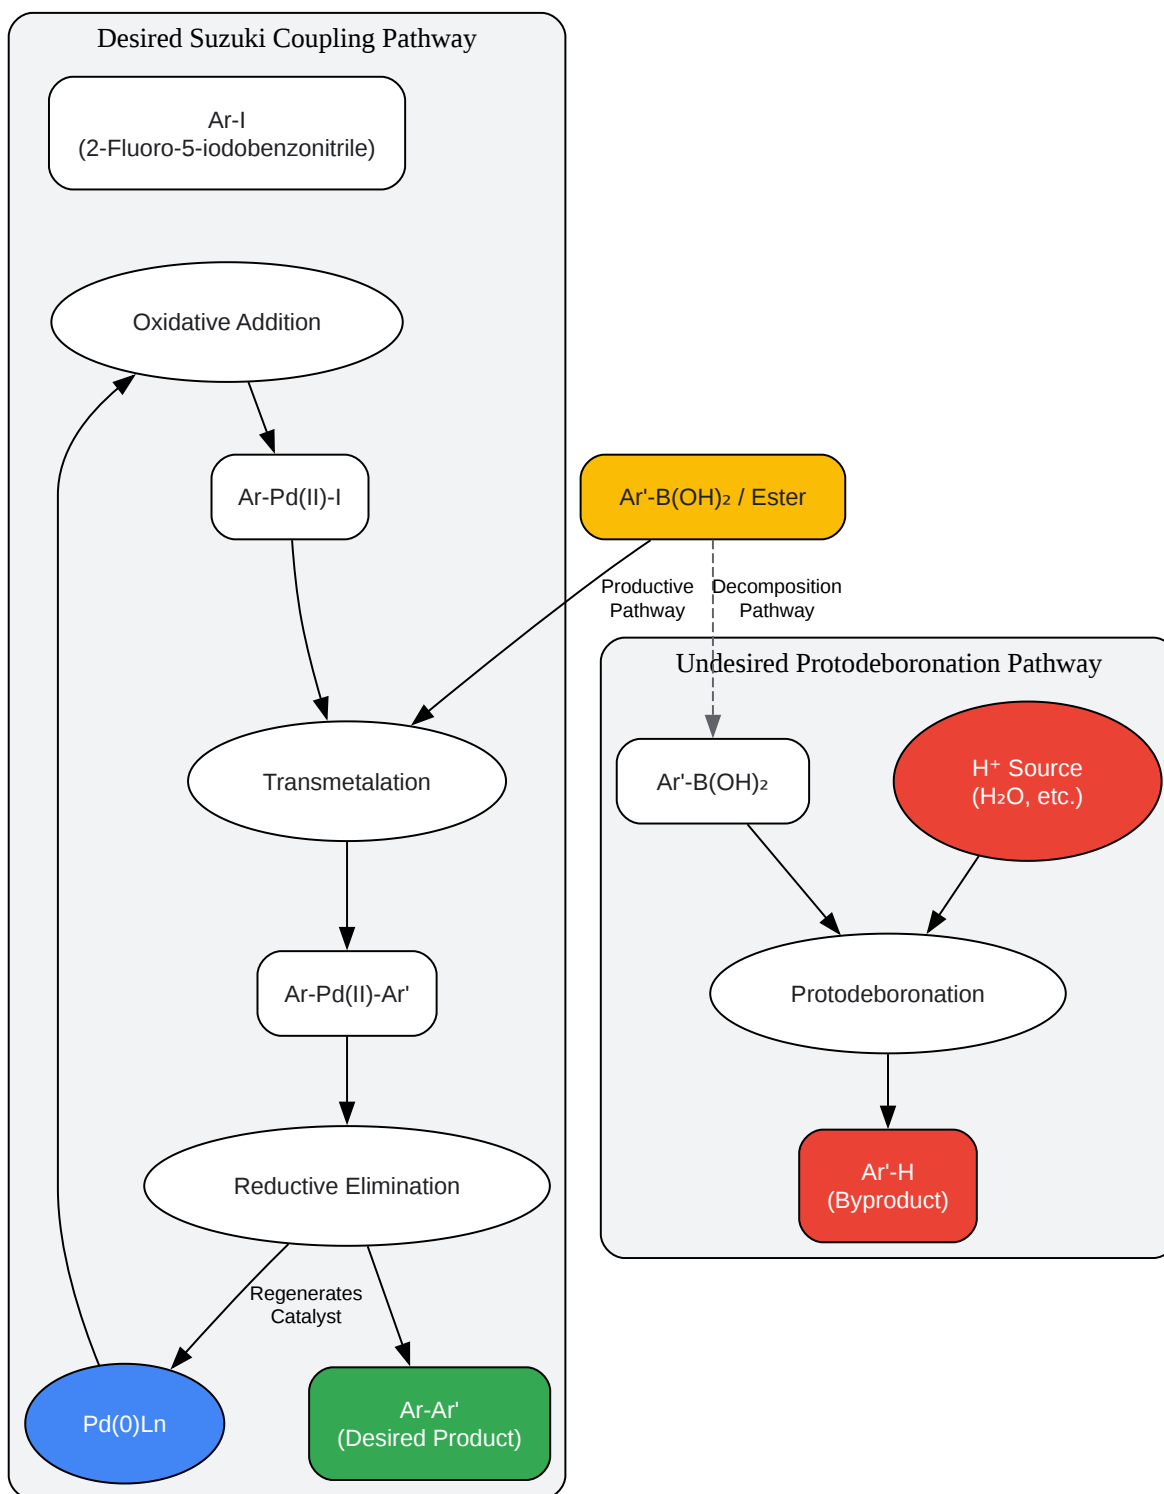 Desired Suzuki Coupling Pathway
Ar-I
(2-Fluoro-5-iodobenzonitrile)
Oxidative Addition
Ar-Pd(II)-I
Ar'-B(OH)₂ / Ester
Productive
Pathway
Decomposition
Pathway
Undesired Protodeboronation Pathway
Transmetalation
Ar'-B(OH)₂
H⁺ Source
(H₂O, etc.)
Ar-Pd(II)-Ar'
Protodeboronation
Reductive Elimination
Ar'-H
(Byproduct)
Regenerates
Catalyst
Pd(0)Ln
Ar-Ar'
(Desired Product)